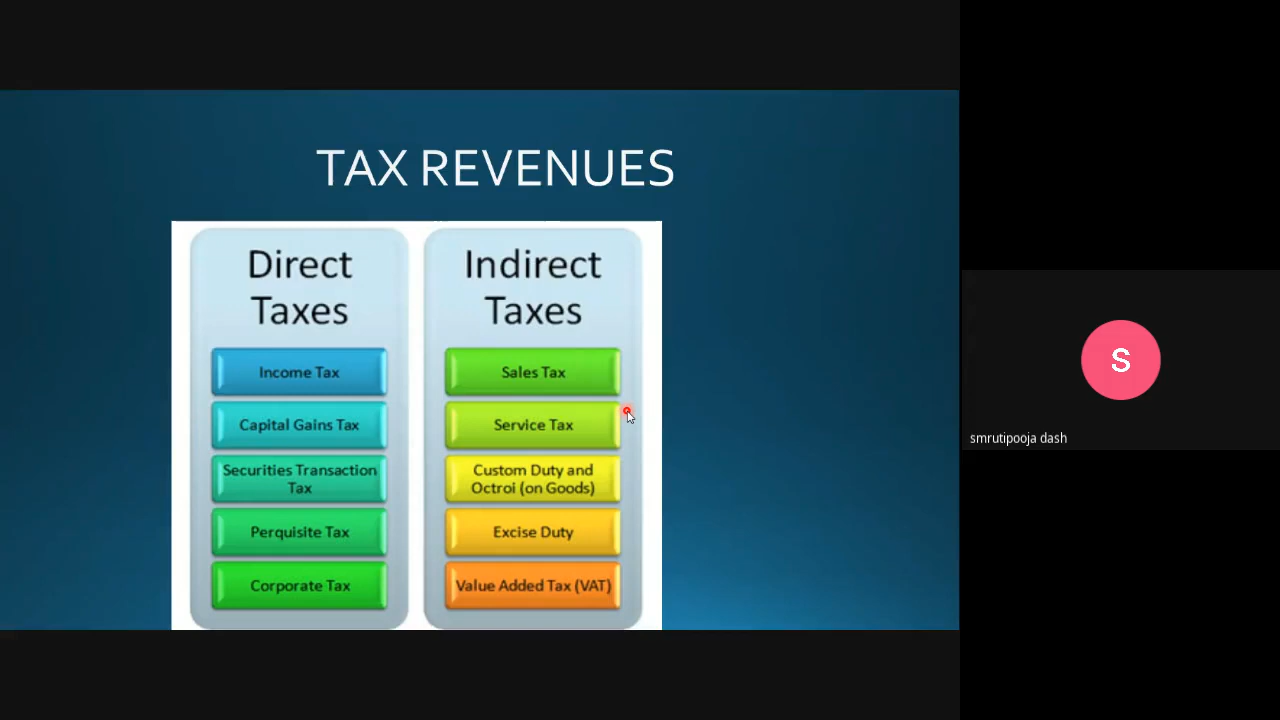 TAX REVENUES
Direct
Taxes
Income Tax
Capital Gains Tax
Securities Transaction
Tax
Perquisite Tax
Corporate Tax
Indirect
Taxes
Sales Tax
Service Tax
Custom Duty and
Octroi (on Goods)
Excise Duty
Value Added Tax (VAT)
S
smrutipooja dash